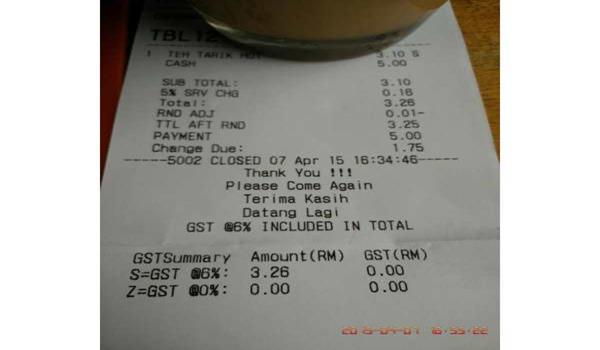 TBL12
1 TEH TARIK HOT 3.10 S
CASH 5.00
SUB TOTAL: 3.10
5% SRV CHG 0.16
Total: 3.26
RND ADJ 0.01-
TTL AFT RND 3.25
PAYMENT 5.00
Change Due: 1.75
-----5002 CLOSED 07 Apr 15 16:34:46-----
Thank You !!!
Please Come Again
Terima Kasih
Datang Lagi
GST @6% INCLUDED IN TOTAL
GSTSummary Amount(RM) GST(RM)
S=GST @6%: 3.26 0.00
Z=GST @0%: 0.00 0.00